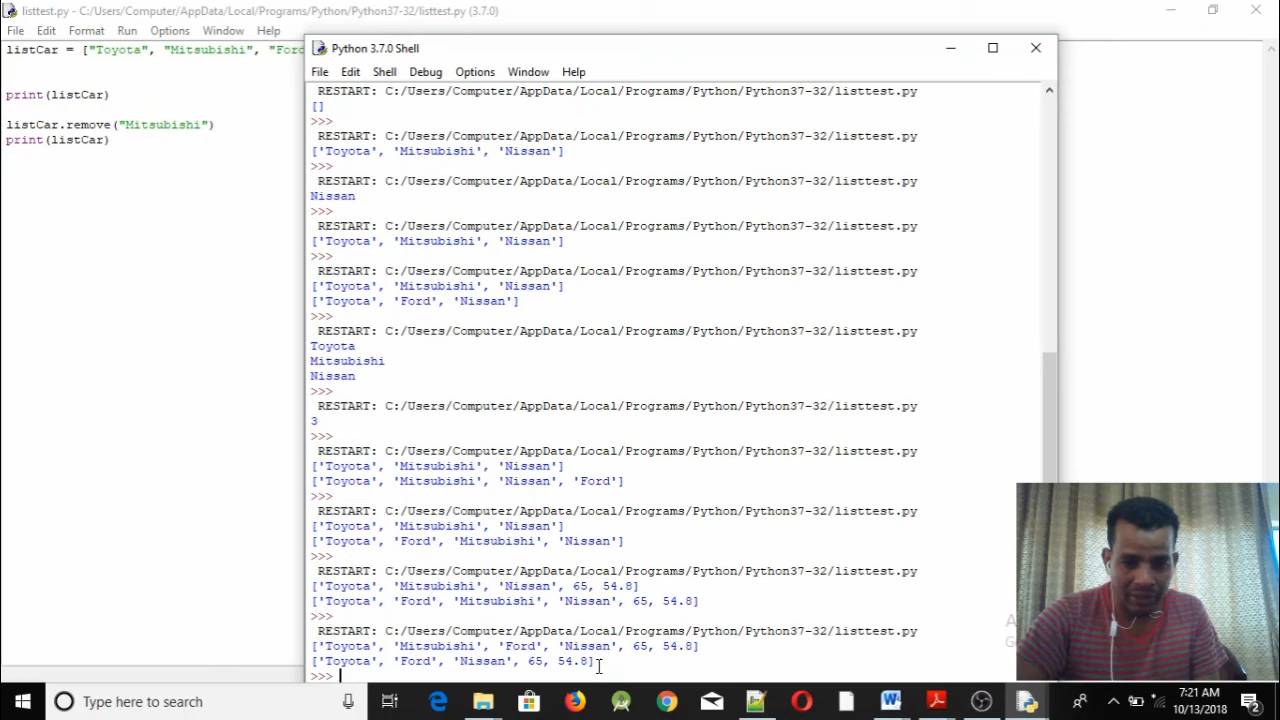 listtest.py - C:/Users/Computer/AppData/Local/Programs/Python/Python37-32/listtest.py (3.7.0)
File Edit Format Run Options Window Help
listCar = ["Toyota", "Mitsubishi", "Ford
print(listCar)
listCar.remove("Mitsubishi")
print(listCar)
Python 3.7.0 Shell
File Edit Shell Debug Options Window Help
RESTART: C:/Users/Computer/AppData/Local/Programs/Python/Python37-32/listtest.py
[]
>>>
RESTART: C:/Users/Computer/AppData/Local/Programs/Python/Python37-32/listtest.py
['Toyota', 'Mitsubishi', 'Nissan']
>>>
RESTART: C:/Users/Computer/AppData/Local/Programs/Python/Python37-32/listtest.py
Nissan
>>>
RESTART: C:/Users/Computer/AppData/Local/Programs/Python/Python37-32/listtest.py
['Toyota', 'Mitsubishi', 'Nissan']
>>>
RESTART: C:/Users/Computer/AppData/Local/Programs/Python/Python37-32/listtest.py
['Toyota', 'Mitsubishi', 'Nissan']
['Toyota', 'Ford', 'Nissan']
>>>
RESTART: C:/Users/Computer/AppData/Local/Programs/Python/Python37-32/listtest.py
Toyota
Mitsubishi
Nissan
>>>
RESTART: C:/Users/Computer/AppData/Local/Programs/Python/Python37-32/listtest.py
3
>>>
RESTART: C:/Users/Computer/AppData/Local/Programs/Python/Python37-32/listtest.py
['Toyota', 'Mitsubishi', 'Nissan']
['Toyota', 'Mitsubishi', 'Nissan', 'Ford']
>>>
RESTART: C:/Users/Computer/AppData/Local/Programs/Python/Python37-32/listtest.py
['Toyota', 'Mitsubishi', 'Nissan']
['Toyota', 'Ford', 'Mitsubishi', 'Nissan']
>>>
RESTART: C:/Users/Computer/AppData/Local/Programs/Python/Python37-32/listtest.py
['Toyota', 'Mitsubishi', 'Nissan', 65, 54.8]
['Toyota', 'Ford', 'Mitsubishi', 'Nissan', 65, 54.8]
>>>
RESTART: C:/Users/Computer/AppData/Local/Programs/Python/Python37-32/listtest.py
['Toyota', 'Mitsubishi', 'Ford', 'Nissan', 65, 54.8]
['Toyota', 'Ford', 'Nissan', 65, 54.8]
>>>
Type here to search
7:21 AM
10/13/2018
2